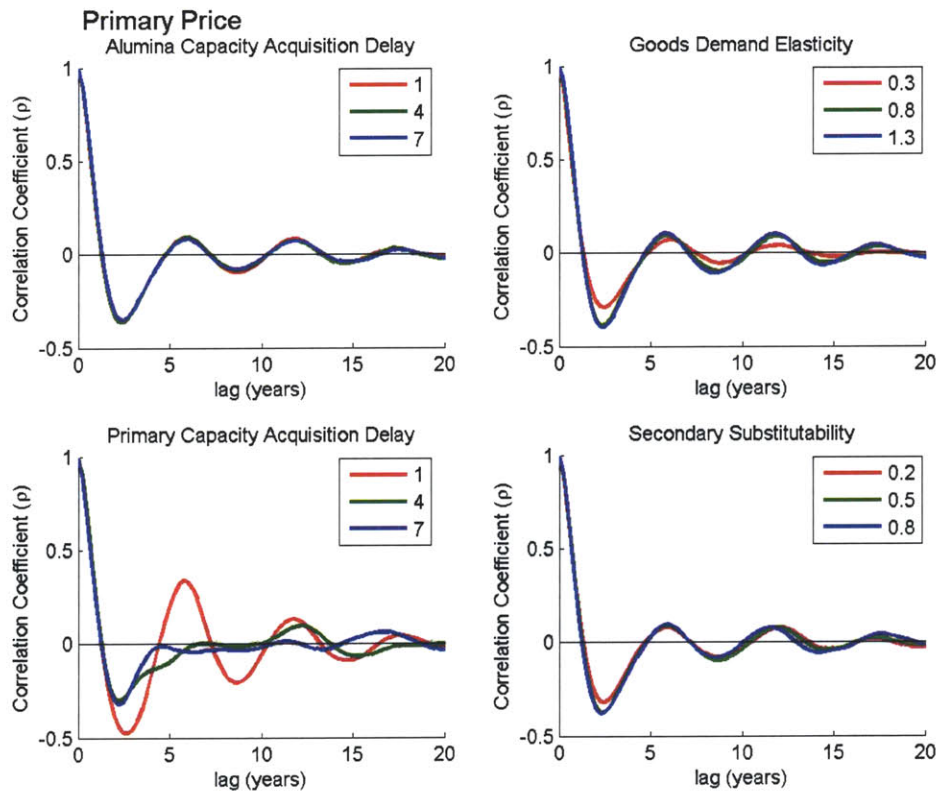 Primary Price
Alumina Capacity Acquisition Delay
Correlation Coefficient (ρ)
1
0.5
0
-0.5
0 5 10 15 20
lag (years)
1
4
7
Goods Demand Elasticity
Correlation Coefficient (ρ)
1
0.5
0
-0.5
0 5 10 15 20
lag (years)
0.3
0.8
1.3
Primary Capacity Acquisition Delay
Correlation Coefficient (ρ)
1
0.5
0
-0.5
0 5 10 15 20
lag (years)
1
4
7
Secondary Substitutability
Correlation Coefficient (ρ)
1
0.5
0
-0.5
0 5 10 15 20
lag (years)
0.2
0.5
0.8